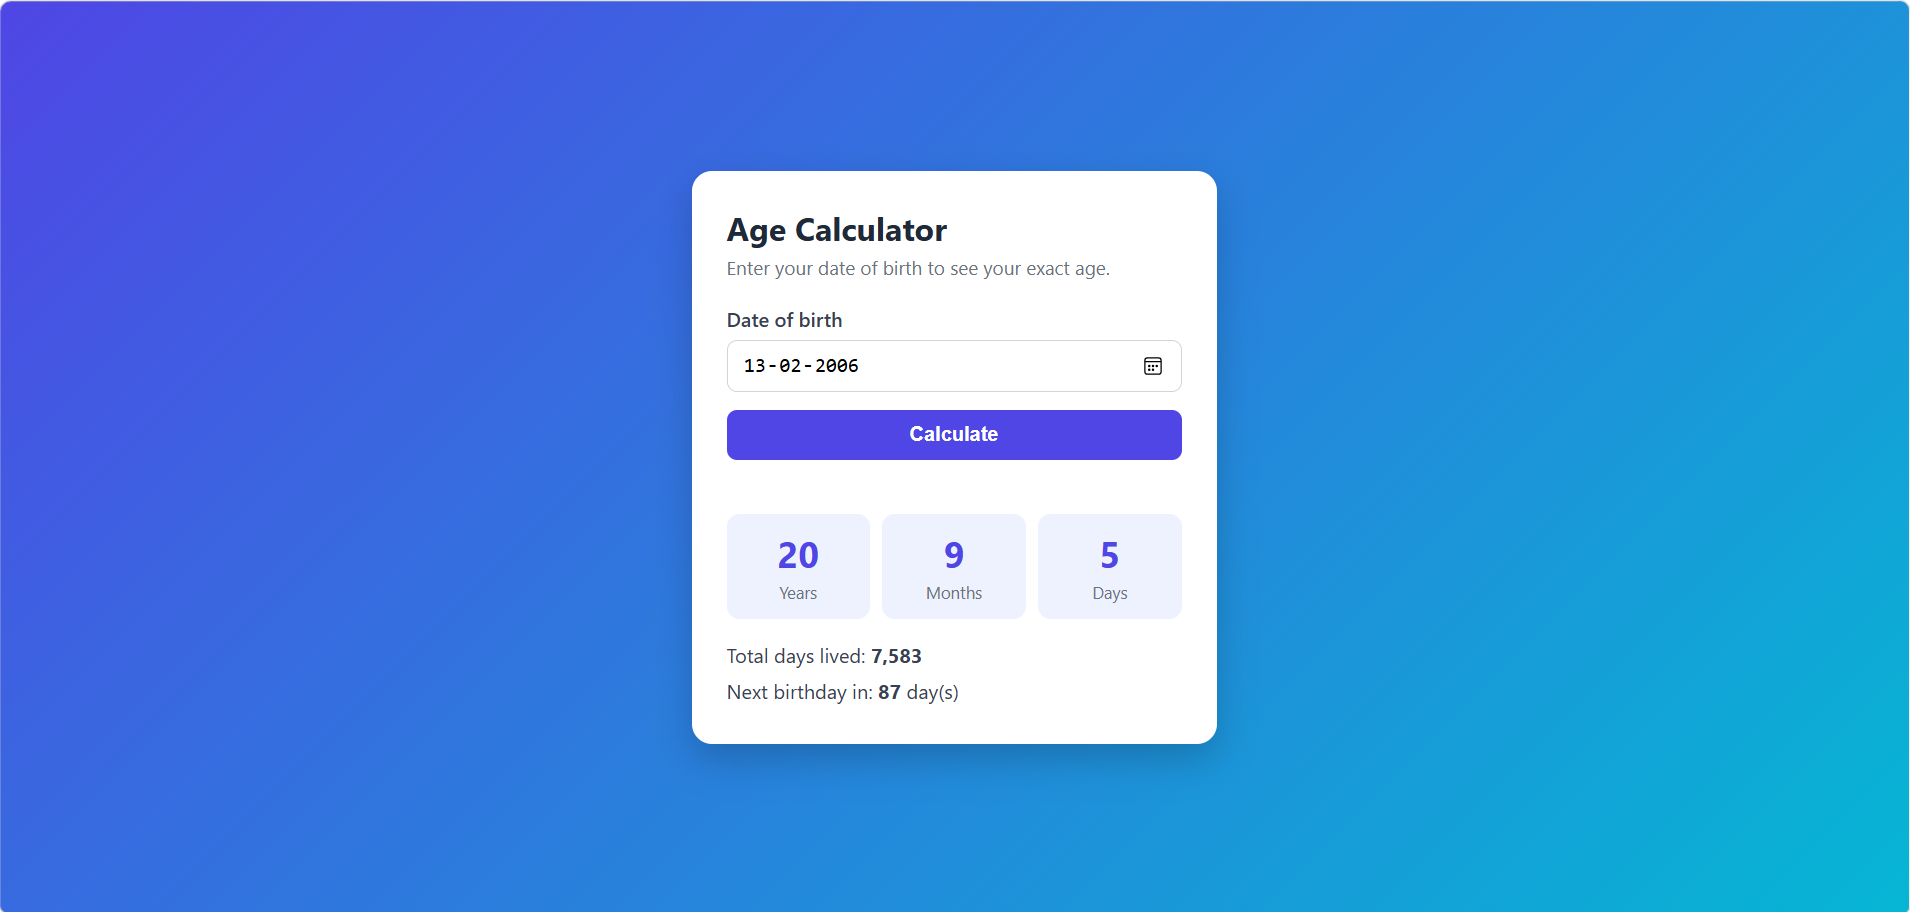 Age Calculator
Enter your date of birth to see your exact age.
Date of birth
13-02-2006
Calculate
20 9 5
Years Months Days
Total days lived: 7,583
Next birthday in: 87 day(s)